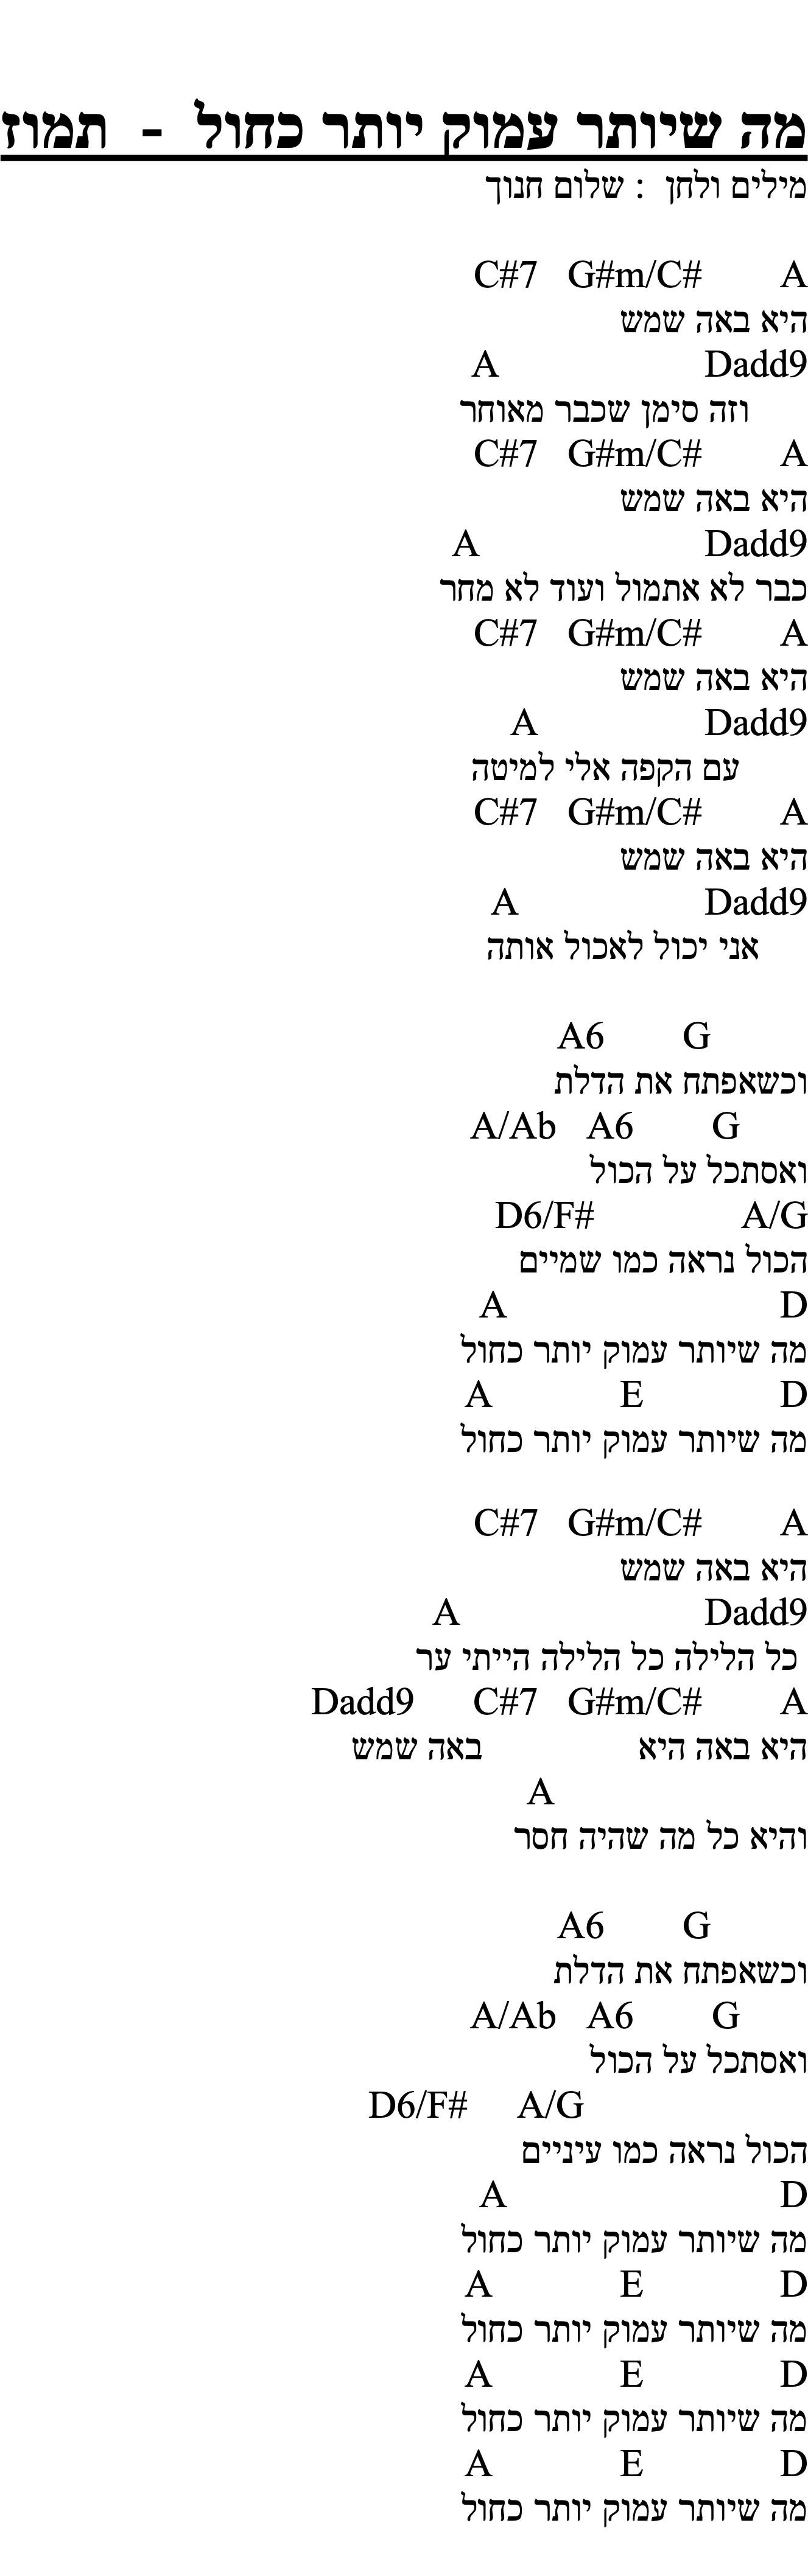 מה שיותר עמוק יותר כחול - תמוז
מילים ולחן : שלום חנוך
A G#m/C# C#7
היא באה שמש
Dadd9 A
וזה סימן שכבר מאוחר
A G#m/C# C#7
היא באה שמש
Dadd9 A
כבר לא אתמול ועוד לא מחר
A G#m/C# C#7
היא באה שמש
Dadd9 A
עם הקפה אלי למיטה
A G#m/C# C#7
היא באה שמש
Dadd9 A
אני יכול לאכול אותה
G A6
וכשאפתח את הדלת
G A6 A/Ab
ואסתכל על הכול
A/G D6/F#
הכול נראה כמו שמיים
D A
מה שיותר עמוק יותר כחול
D E A
מה שיותר עמוק יותר כחול
A G#m/C# C#7
היא באה שמש
Dadd9 A
כל הלילה כל הלילה הייתי ער
A G#m/C# C#7 Dadd9
היא באה היא באה שמש
A
והיא כל מה שהיה חסר
G A6
וכשאפתח את הדלת
G A6 A/Ab
ואסתכל על הכול
A/G D6/F#
הכול נראה כמו עיניים
D A
מה שיותר עמוק יותר כחול
D E A
מה שיותר עמוק יותר כחול
D E A
מה שיותר עמוק יותר כחול
D E A
מה שיותר עמוק יותר כחול